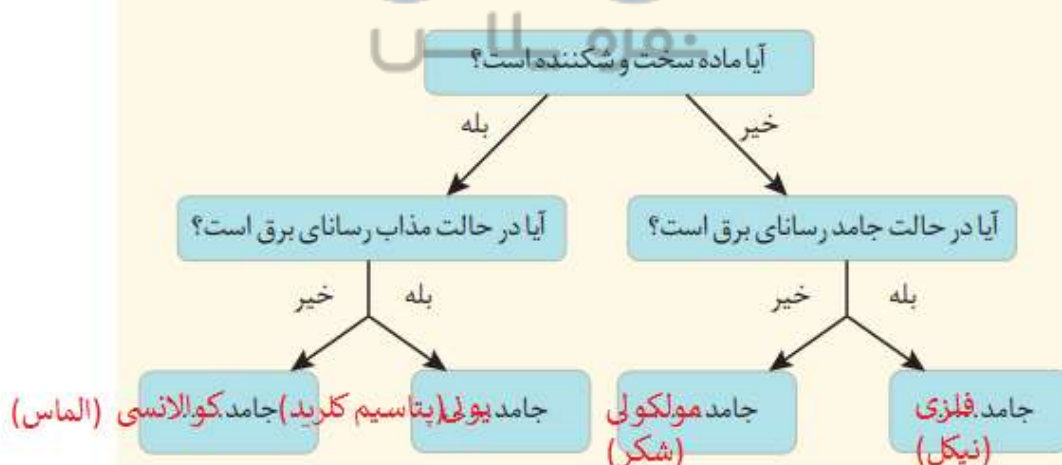 آیا ماده سخت و شکننده است؟
خیر
بله
آیا در حالت جامد رسانای برق است؟
آیا در حالت مذاب رسانای برق است؟
بله
خیر
بله
خیر
جامد فلزی
(نیکل)
جامد مولکولی
(شکر)
جامد یونی(پتاسیم کلرید)
جامد کوالانسی (الماس)